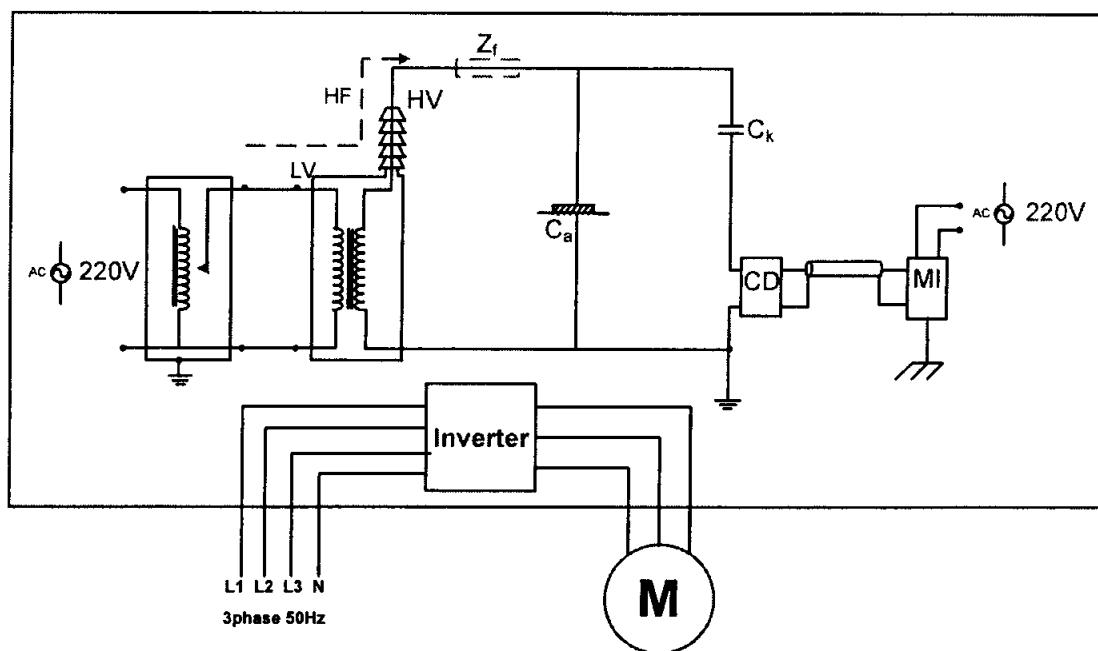 Zf
HF
HV
Ck
LV
AC 220V
Ca
CD
MI
AC 220V
Inverter
L1 L2 L3 N
3phase 50Hz
M